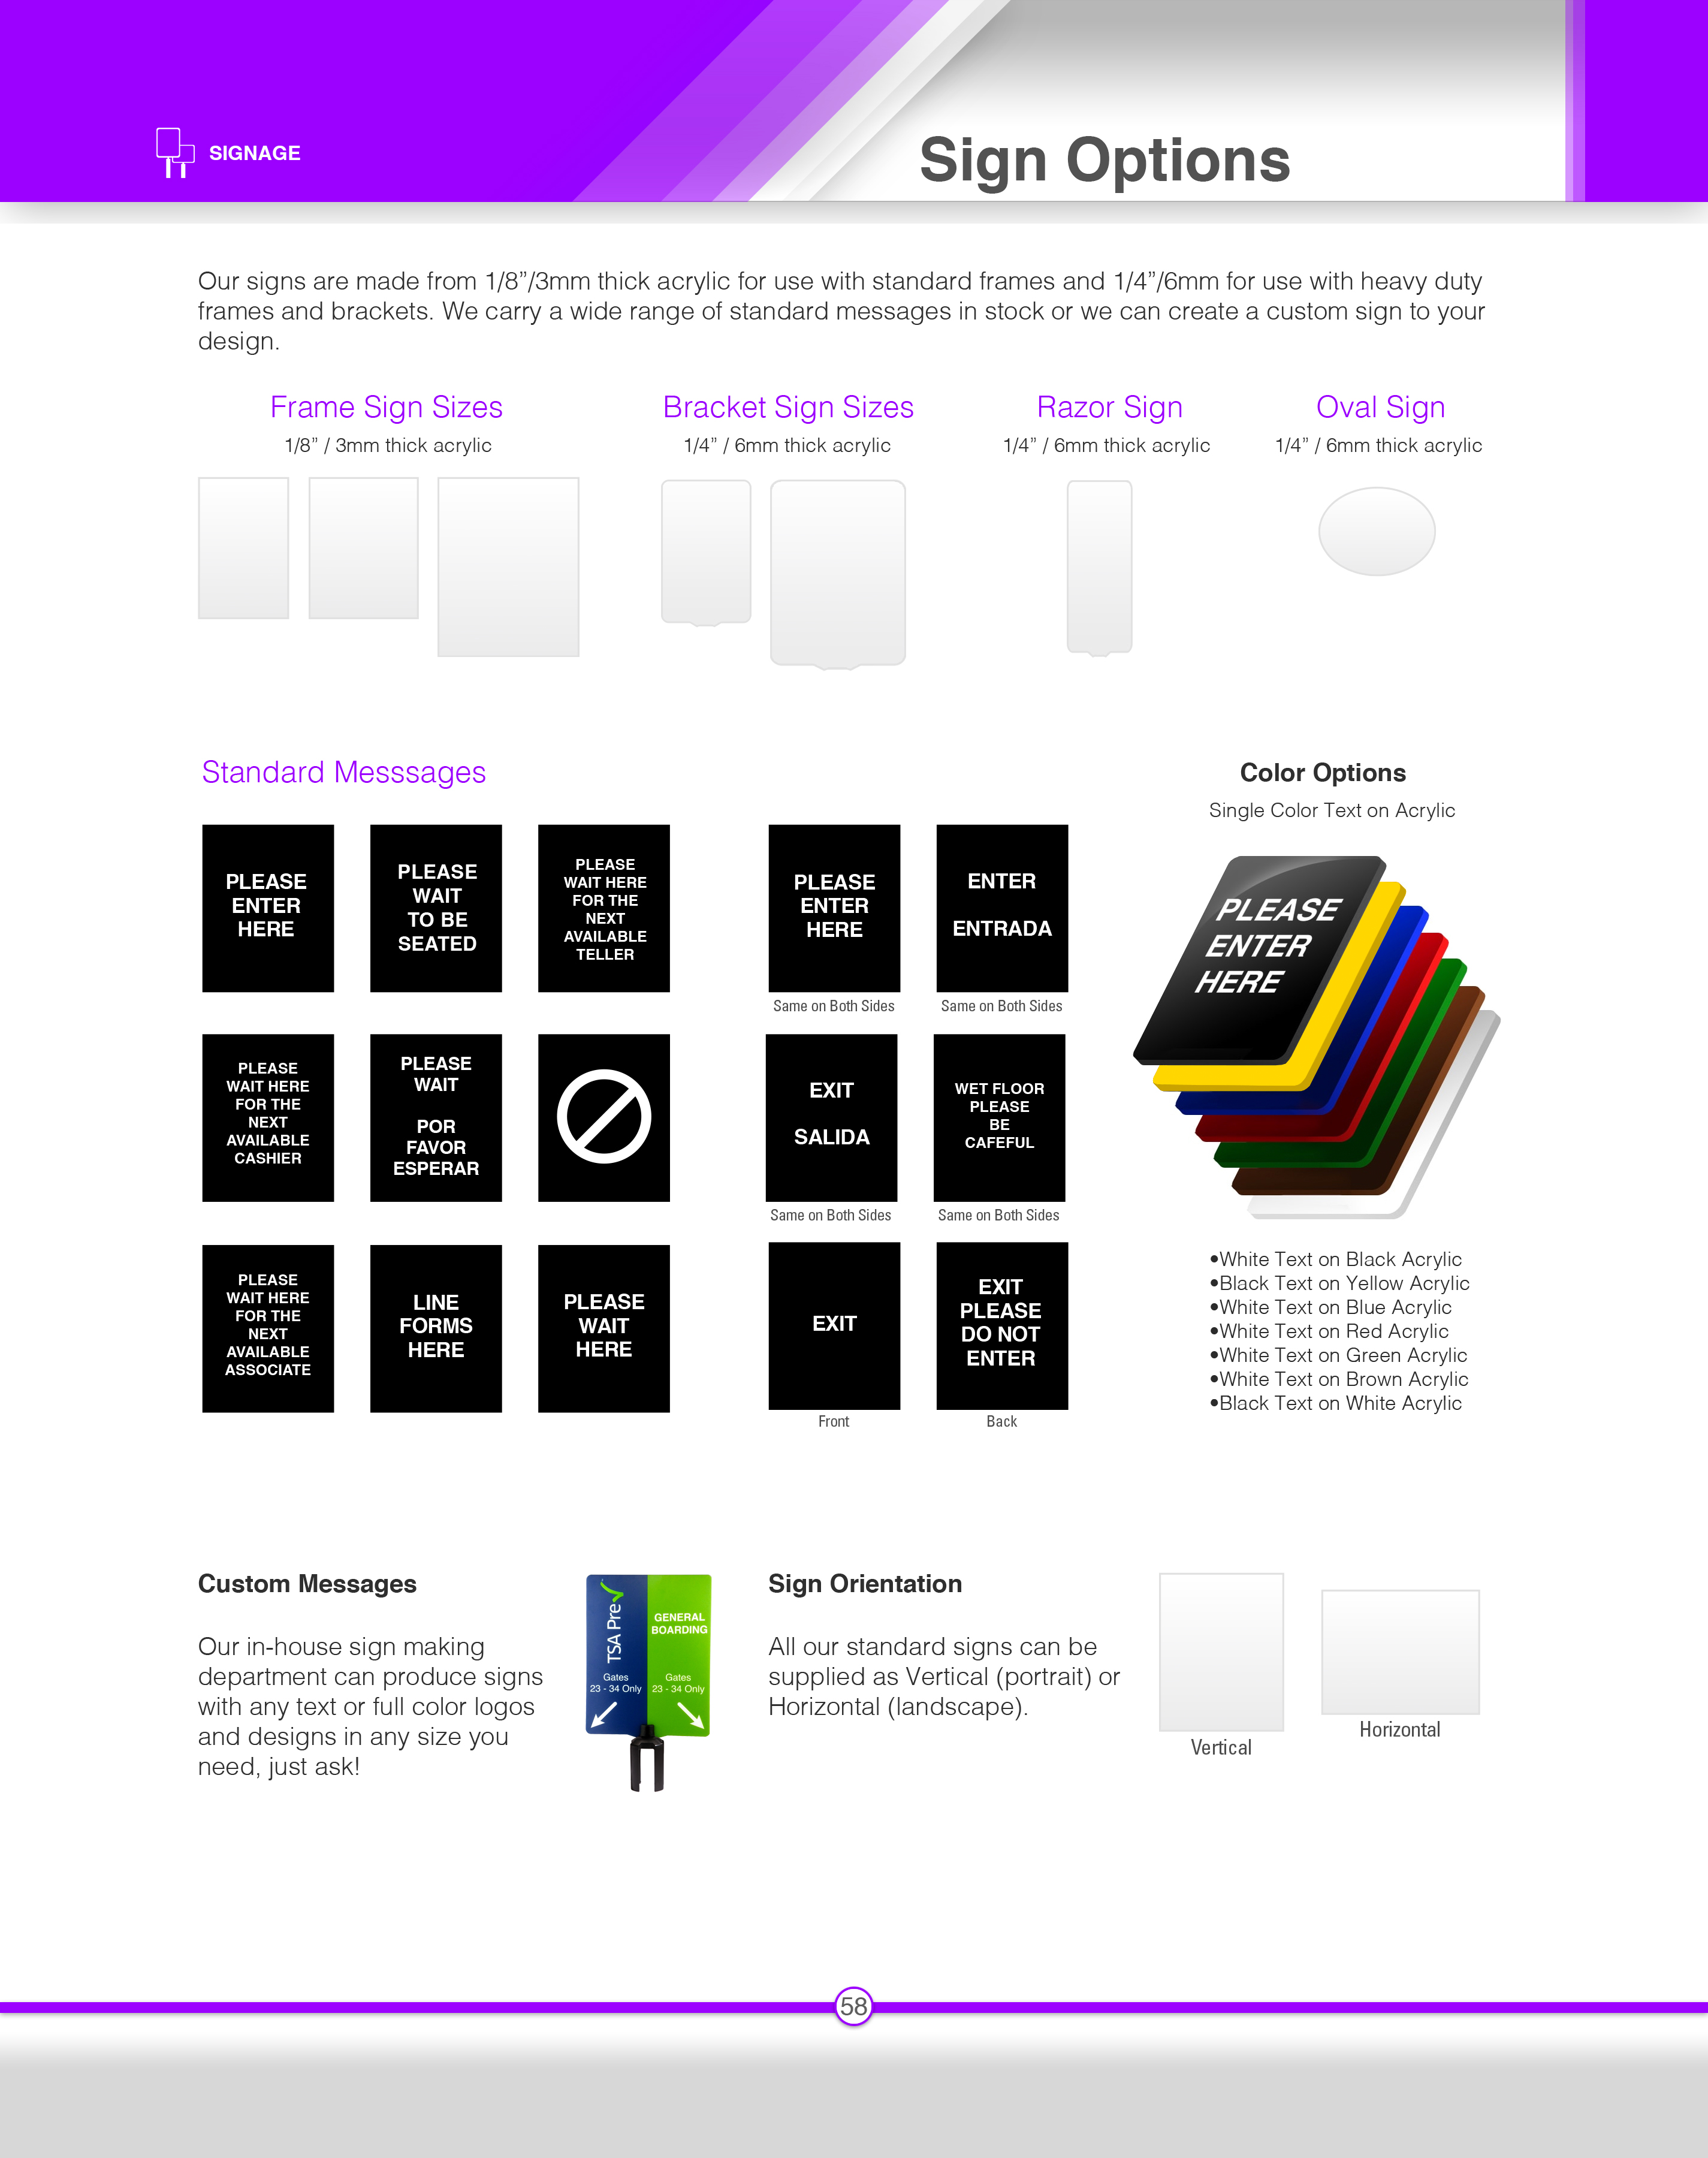 SIGNAGE
Sign Options
Our signs are made from 1/8”/3mm thick acrylic for use with standard frames and 1/4”/6mm for use with heavy duty
frames and brackets. We carry a wide range of standard messages in stock or we can create a custom sign to your
design.
Frame Sign Sizes
1/8” / 3mm thick acrylic
Bracket Sign Sizes
1/4” / 6mm thick acrylic
Razor Sign
1/4” / 6mm thick acrylic
Oval Sign
1/4” / 6mm thick acrylic
Standard Messsages
PLEASE
ENTER
HERE
PLEASE
WAIT
TO BE
SEATED
PLEASE
WAIT HERE
FOR THE
NEXT
AVAILABLE
TELLER
PLEASE
ENTER
HERE
Same on Both Sides
ENTER
ENTRADA
Same on Both Sides
PLEASE
WAIT HERE
FOR THE
NEXT
AVAILABLE
CASHIER
PLEASE
WAIT
POR
FAVOR
ESPERAR
EXIT
SALIDA
Same on Both Sides
WET FLOOR
PLEASE
BE
CAFEFUL
Same on Both Sides
PLEASE
WAIT HERE
FOR THE
NEXT
AVAILABLE
ASSOCIATE
LINE
FORMS
HERE
PLEASE
WAIT
HERE
EXIT
Front
EXIT
PLEASE
DO NOT
ENTER
Back
Color Options
Single Color Text on Acrylic
PLEASE
ENTER
HERE
•White Text on Black Acrylic
•Black Text on Yellow Acrylic
•White Text on Blue Acrylic
•White Text on Red Acrylic
•White Text on Green Acrylic
•White Text on Brown Acrylic
•Black Text on White Acrylic
Custom Messages
Our in-house sign making
department can produce signs
with any text or full color logos
and designs in any size you
need, just ask!
TSA Pre
Gates
23 - 34 Only
GENERAL
BOARDING
Gates
23 - 34 Only
Sign Orientation
All our standard signs can be
supplied as Vertical (portrait) or
Horizontal (landscape).
Vertical
Horizontal
58